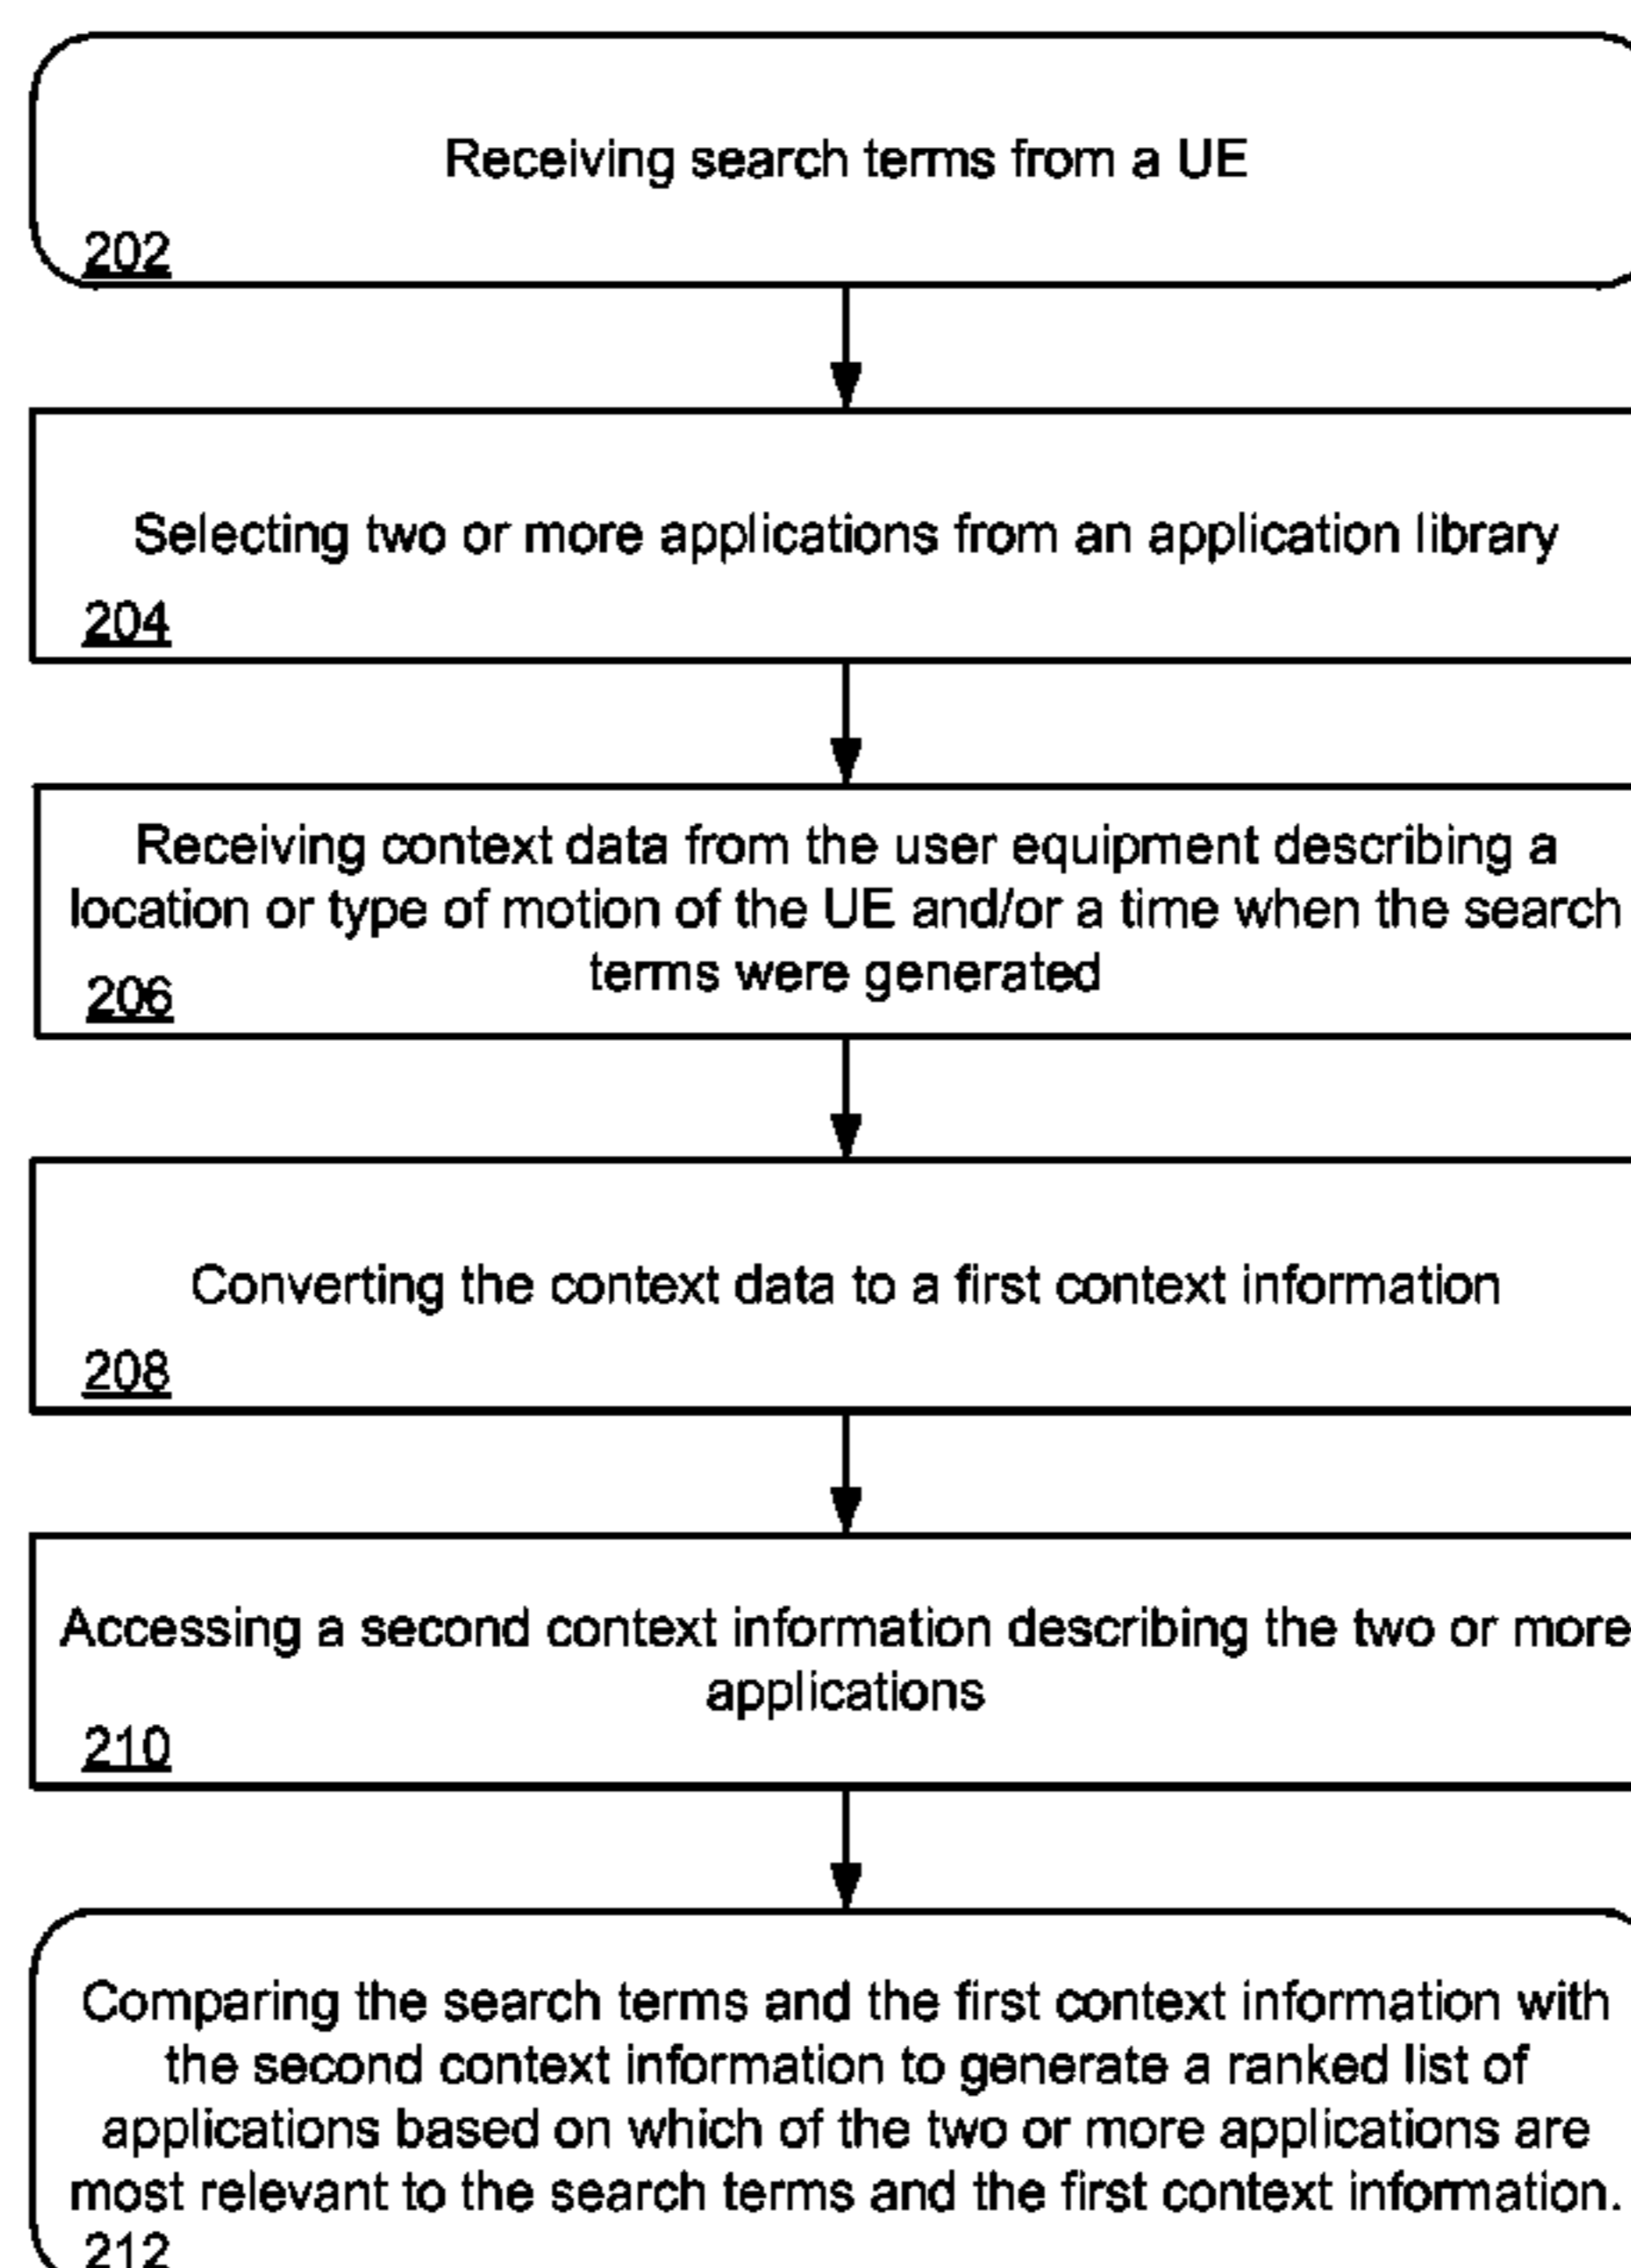 Receiving search terms from a UE
202
Selecting two or more applications from an application library
204
Receiving context data from the user equipment describing a
location or type of motion of the UE and/or a time when the search
terms were generated
206
Converting the context data to a first context information
208
Accessing a second context information describing the two or more
applications
210
Comparing the search terms and the first context information with
the second context information to generate a ranked list of
applications based on which of the two or more applications are
most relevant to the search terms and the first context information.
212